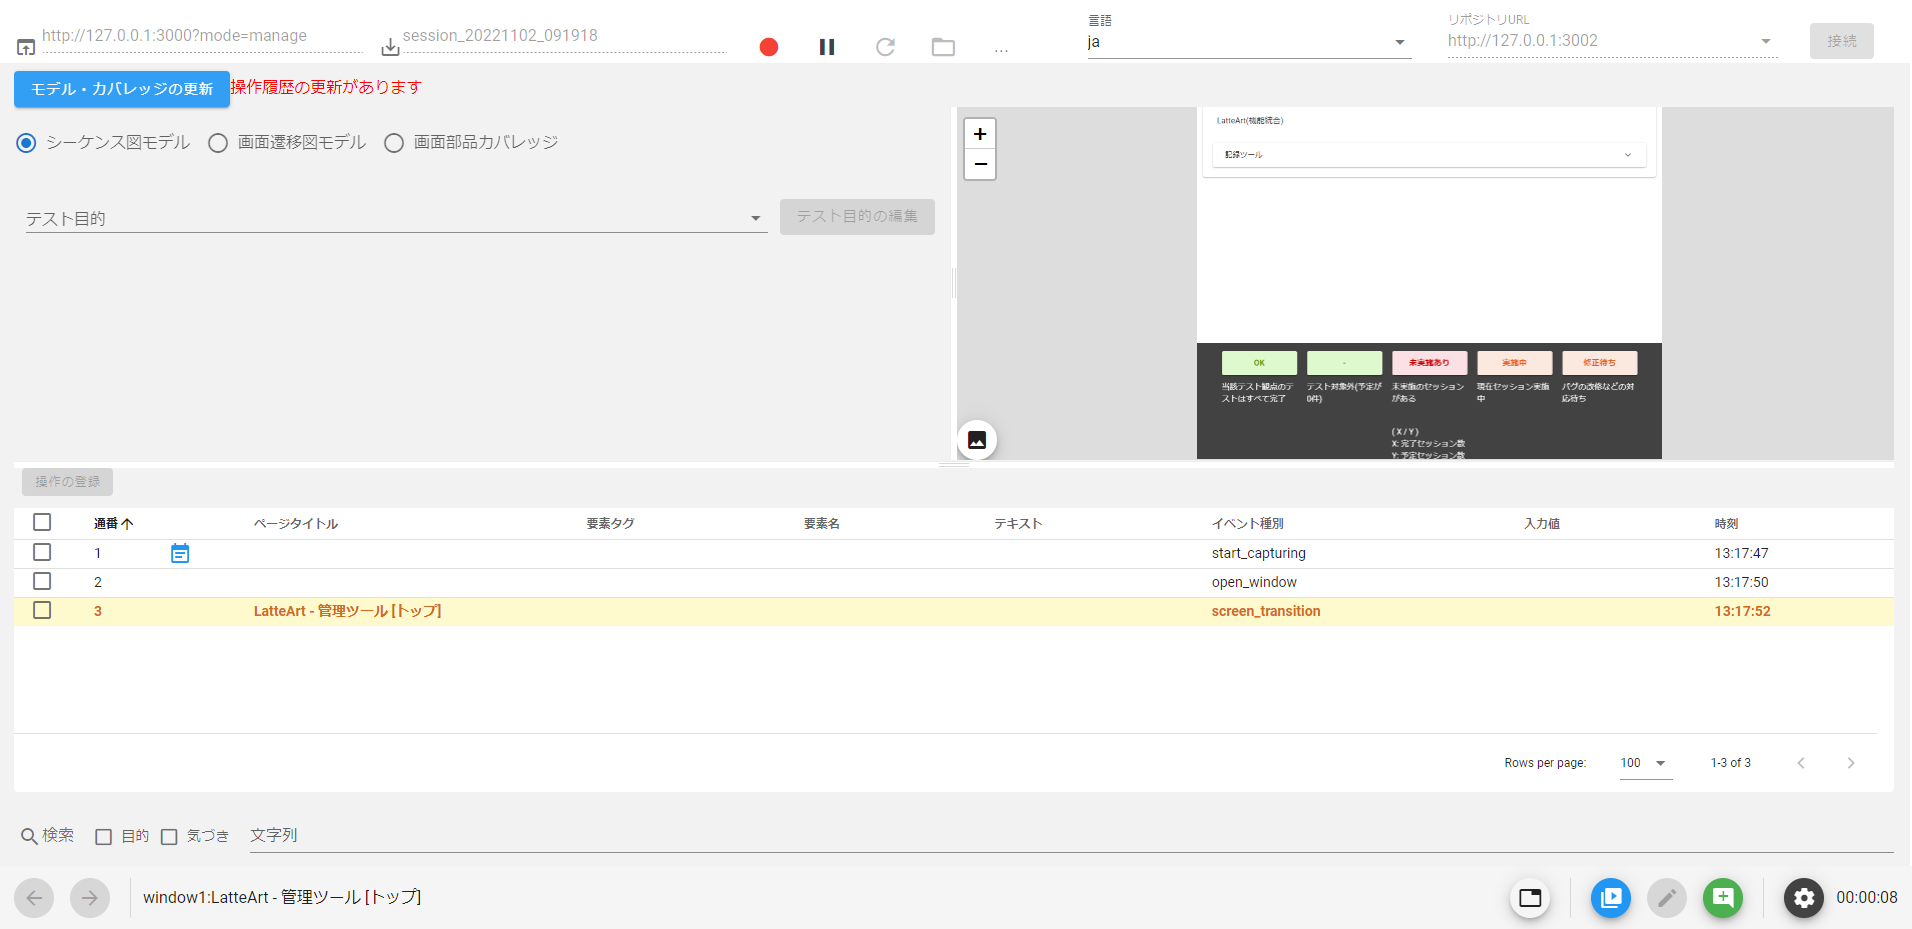 http://127.0.0.1:3000?mode=manage
session_20221102_091918
...
言語
ja
リポジトリURL
http://127.0.0.1:3002
接続
モデル・カバレッジの更新
操作履歴の更新があります
シーケンス図モデル
画面遷移図モデル
画面部品カバレッジ
テスト目的
テスト目的の編集
+
−
LatteArt(機能統合)
記録ツール
OK
-
未実施あり
実施中
修正待ち
当該テスト観点のテ
ストはすべて完了
テスト対象外(予定が
0件)
未実施のセッション
がある
現在セッション実施
中
バグの改修などの対
応待ち
( X / Y )
X: 完了セッション数
Y: 予定セッション数
操作の登録
通番 ページタイトル 要素タグ 要素名 テキスト イベント種別 入力値 時刻
1 start_capturing 13:17:47
2 open_window 13:17:50
3 LatteArt - 管理ツール [トップ] screen_transition 13:17:52
Rows per page: 100 1-3 of 3
検索 目的 気づき 文字列
window1:LatteArt - 管理ツール [トップ]
00:00:08